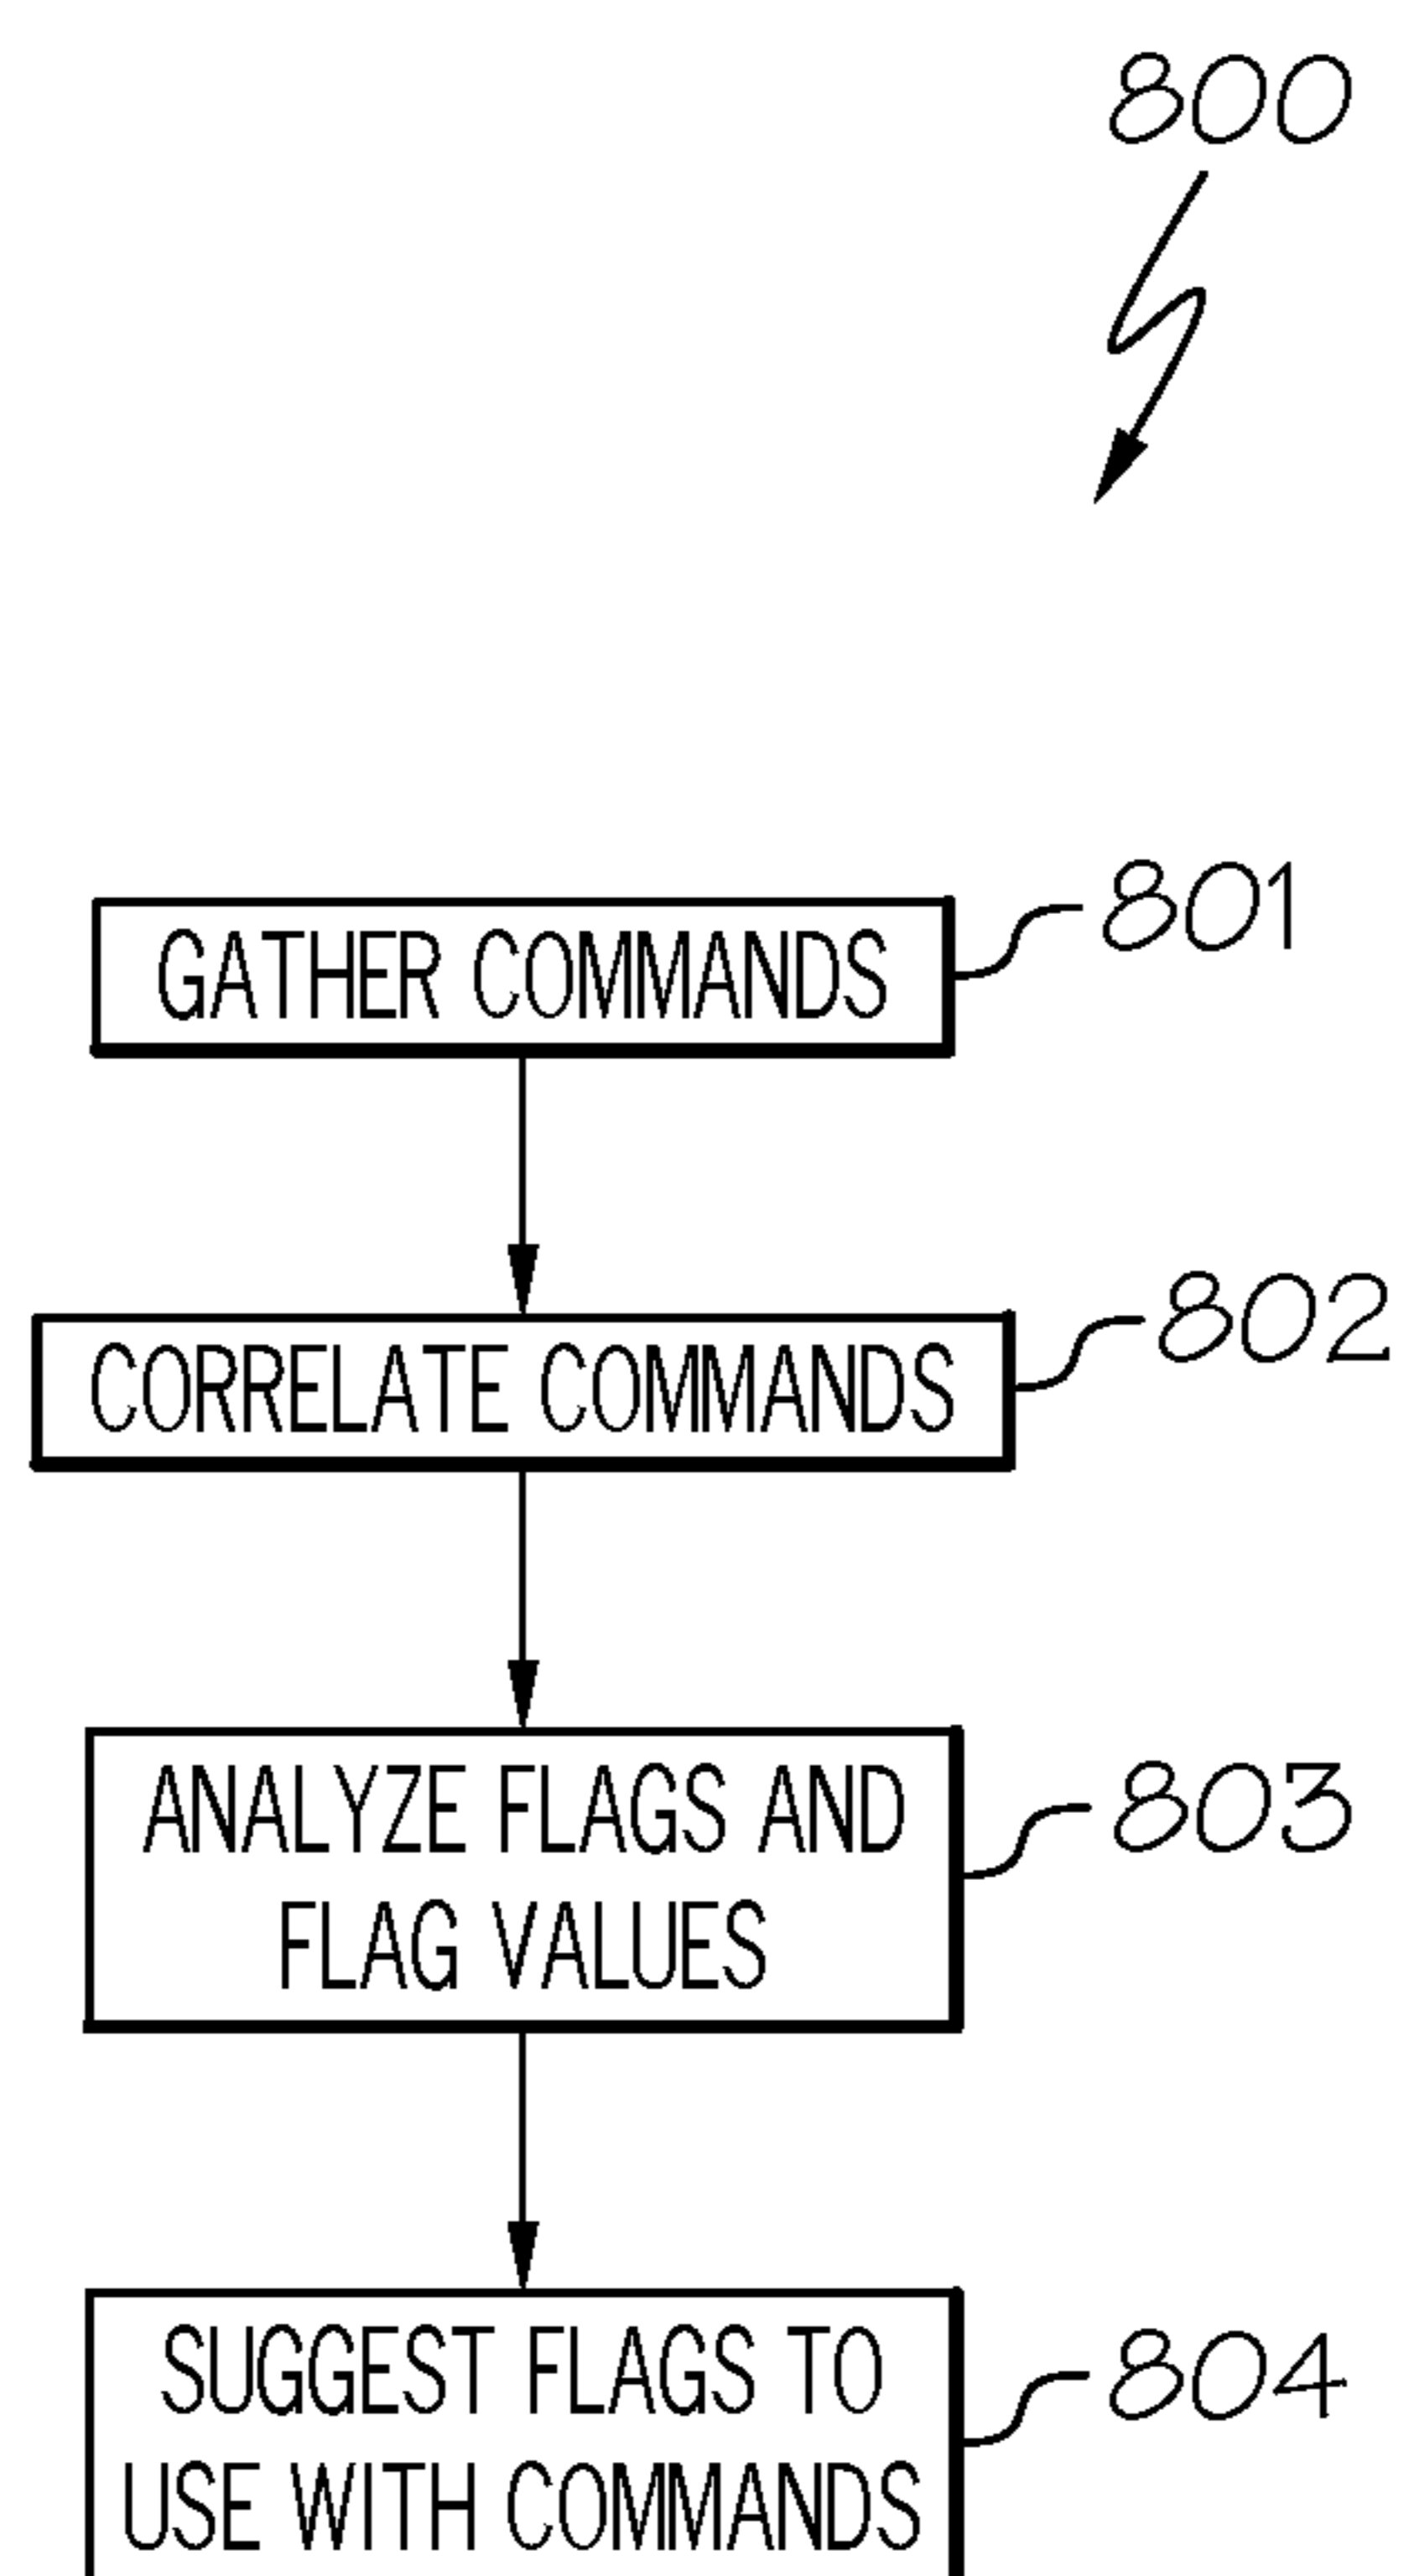 800
GATHER COMMANDS
801
CORRELATE COMMANDS
802
ANALYZE FLAGS AND
FLAG VALUES
803
SUGGEST FLAGS TO
USE WITH COMMANDS
804